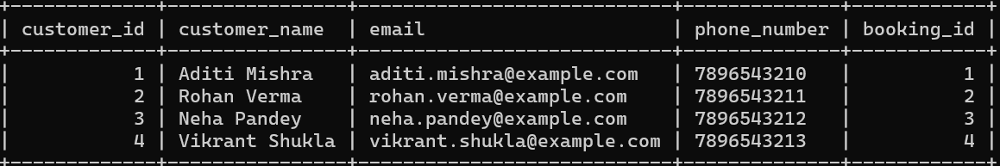 | customer_id | customer_name | email | phone_number | booking_id |
| 1 | Aditi Mishra | aditi.mishra@example.com | 7896543210 | 1 |
| 2 | Rohan Verma | rohan.verma@example.com | 7896543211 | 2 |
| 3 | Neha Pandey | neha.pandey@example.com | 7896543212 | 3 |
| 4 | Vikrant Shukla | vikrant.shukla@example.com | 7896543213 | 4 |